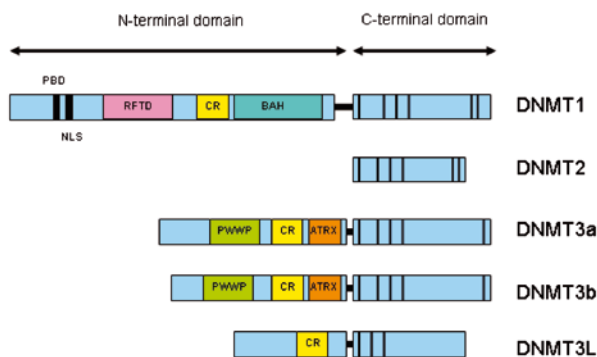 N-terminal domain C-terminal domain
PBD
RFTD CR BAH DNMT1
NLS
DNMT2
PWWP CR ATRX DNMT3a
PWWP CR ATRX DNMT3b
CR DNMT3L